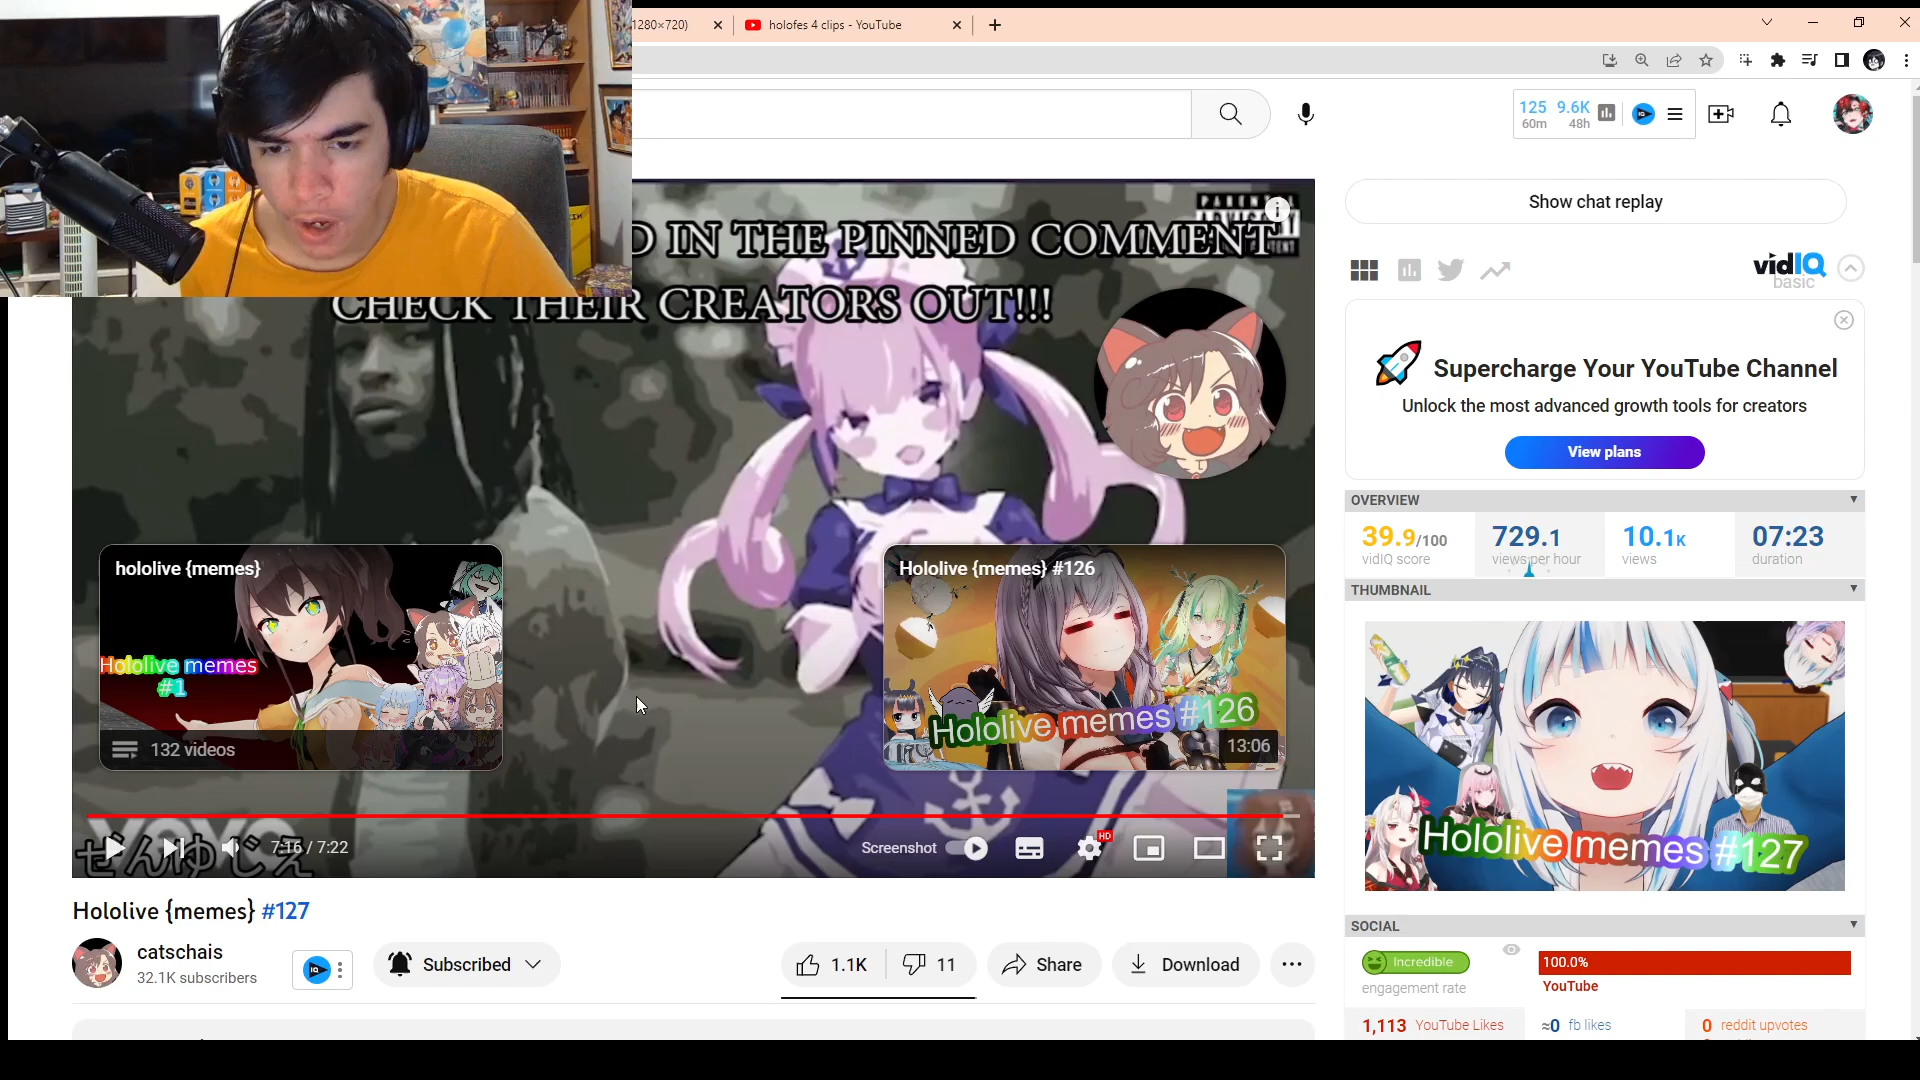 1280×720)
holofes 4 clips - YouTube
125 9.6K
60m 48h
D IN THE PINNED COMMENT
CHECK THEIR CREATORS OUT!!!
hololive {memes}
Hololive memes
#1
132 videos
Hololive {memes} #126
Hololive memes #126
13:06
7:16 / 7:22
Screenshot
HD
Hololive {memes} #127
catschais
32.1K subscribers
Subscribed
1.1K
11
Share
Download
Show chat replay
vidIQ
basic
Supercharge Your YouTube Channel
Unlock the most advanced growth tools for creators
View plans
OVERVIEW
39.9/100
vidIQ score
729.1
views per hour
10.1K
views
07:23
duration
THUMBNAIL
Hololive memes #127
SOCIAL
Incredible
engagement rate
100.0%
YouTube
1,113 YouTube Likes
≈0 fb likes
0 reddit upvotes